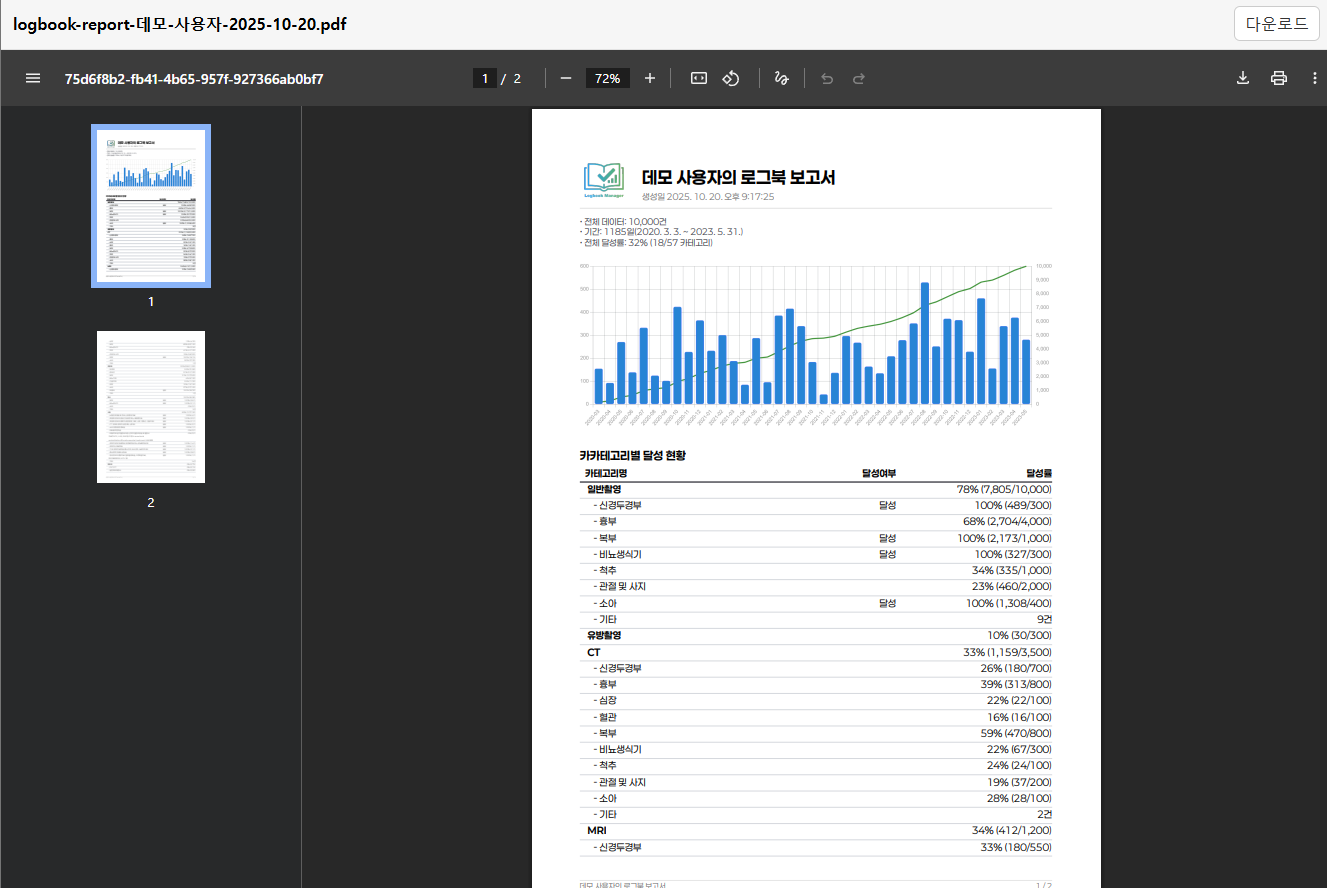 logbook-report-데모-사용자-2025-10-20.pdf
다운로드
75d6f8b2-fb41-4b65-957f-927366ab0bf7
1 / 2
72%
Logbook Manager
데모 사용자의 로그북 보고서
생성일 2025. 10. 20. 오후 9:17:25
• 전체 데이터: 10,000건
• 기간: 1185일(2020. 3. 3. ~ 2023. 5. 31.)
• 전체 달성률: 32% (18/57 카테고리)
600
500
400
300
200
100
0
10,000
9,000
8,000
7,000
6,000
5,000
4,000
3,000
2,000
1,000
0
카카테고리별 달성 현황
카테고리명 달성여부 달성률
일반촬영 78% (7,805/10,000)
- 신경두경부 달성 100% (489/300)
- 흉부 68% (2,704/4,000)
- 복부 달성 100% (2,173/1,000)
- 비뇨생식기 달성 100% (327/300)
- 척추 34% (335/1,000)
- 관절 및 사지 23% (460/2,000)
- 소아 달성 100% (1,308/400)
- 기타 9건
유방촬영 10% (30/300)
CT 33% (1,159/3,500)
- 신경두경부 26% (180/700)
- 흉부 39% (313/800)
- 심장 22% (22/100)
- 혈관 16% (16/100)
- 복부 59% (470/800)
- 비뇨생식기 22% (67/300)
- 척추 24% (24/100)
- 관절 및 사지 19% (37/200)
- 소아 28% (28/100)
- 기타 2건
MRI 34% (412/1,200)
- 신경두경부 33% (180/550)
데모 사용자의 로그북 보고서 1 / 2
1
2